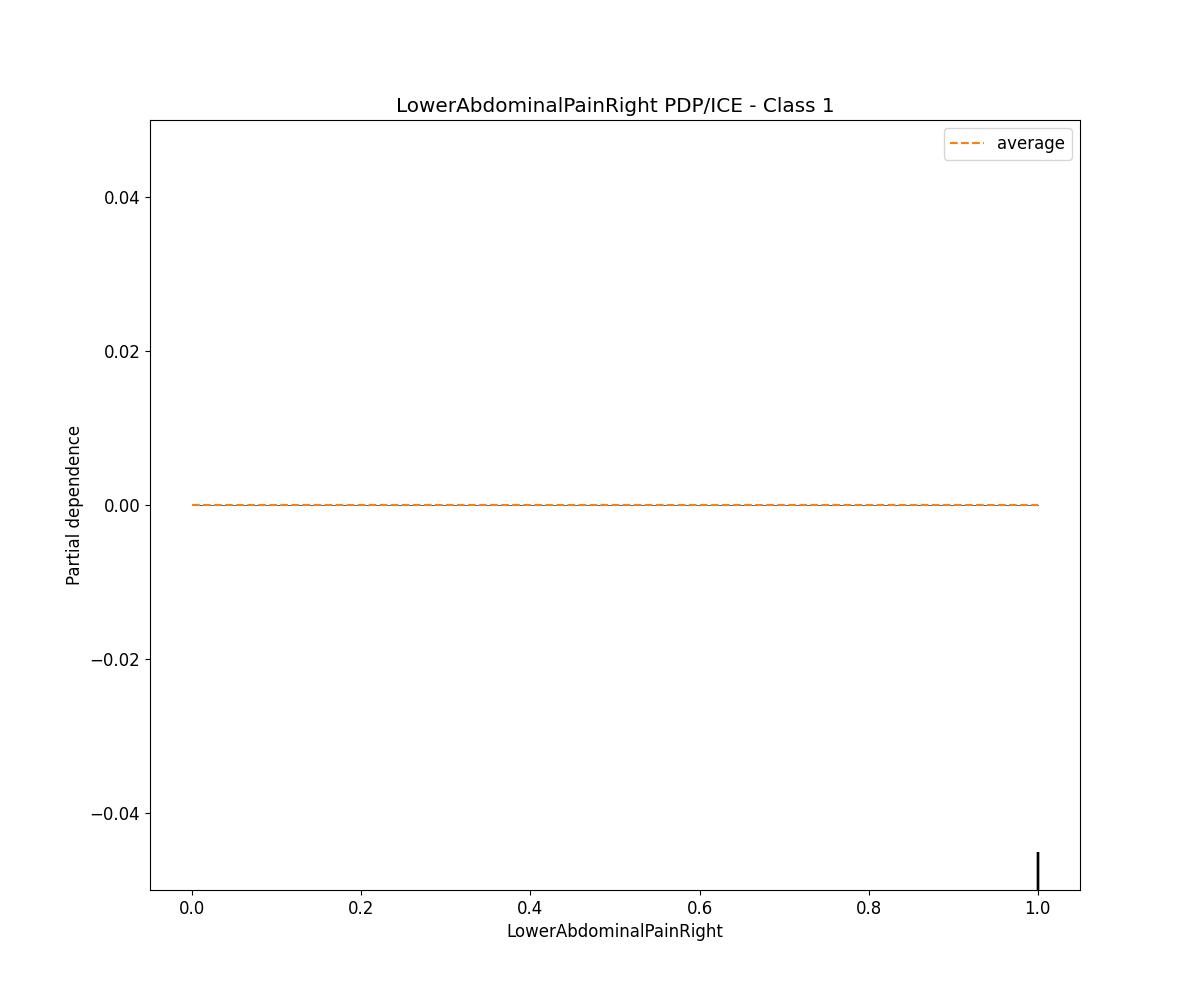 LowerAbdominalPainRight PDP/ICE - Class 1
average
0.04
0.02
0.00
−0.02
−0.04
Partial dependence
0.0 0.2 0.4 0.6 0.8 1.0
LowerAbdominalPainRight